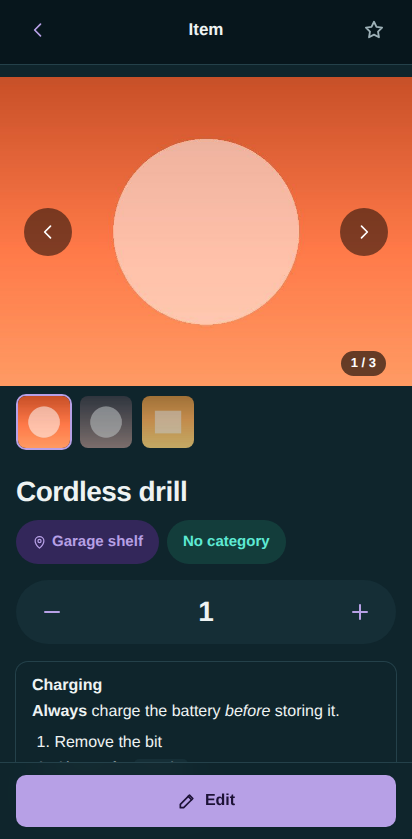 Item
1 / 3
Cordless drill
Garage shelf
No category
1
Charging
Always charge the battery before storing it.
1. Remove the bit
Edit